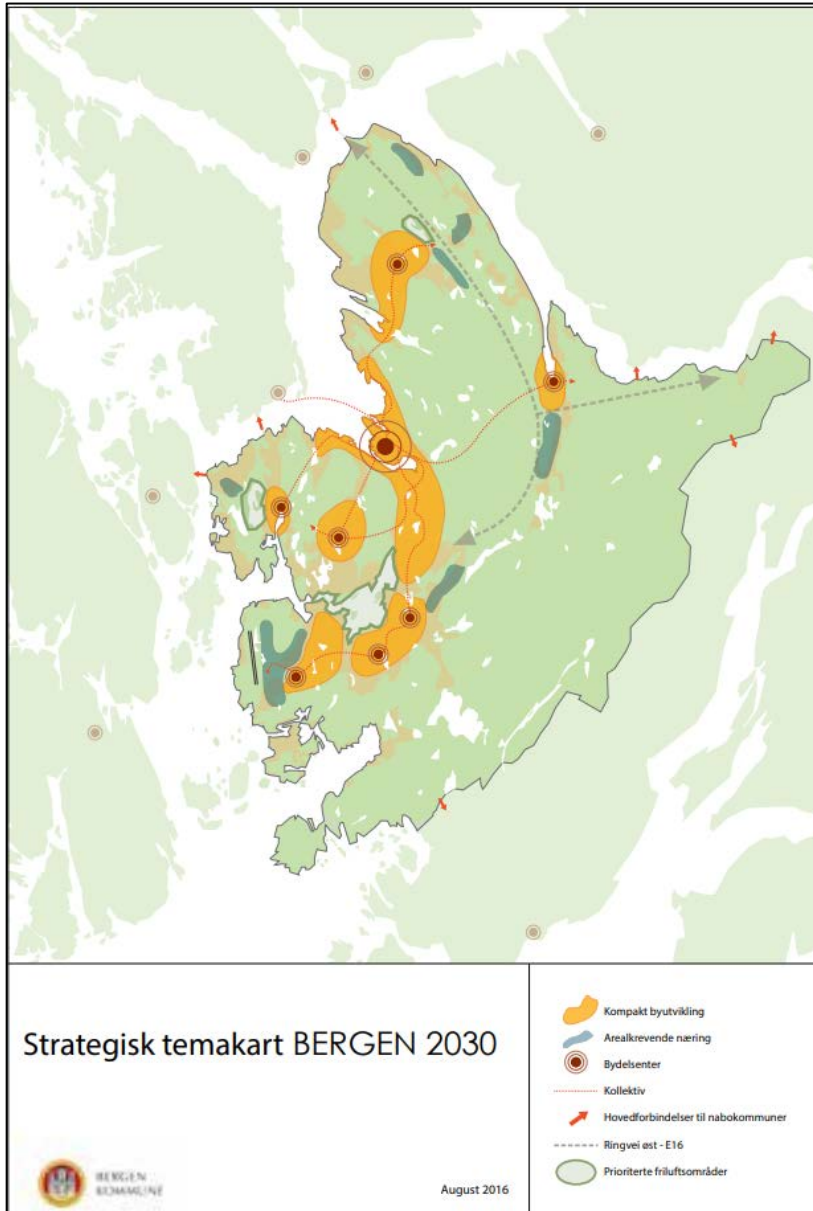 Strategisk temakart BERGEN 2030
BERGEN
KOMMUNE
August 2016
Kompakt byutvikling
Arealkrevende næring
Bydelsenter
Kollektiv
Hovedforbindelser til nabokommuner
Ringvei øst - E16
Prioriterte friluftsområder